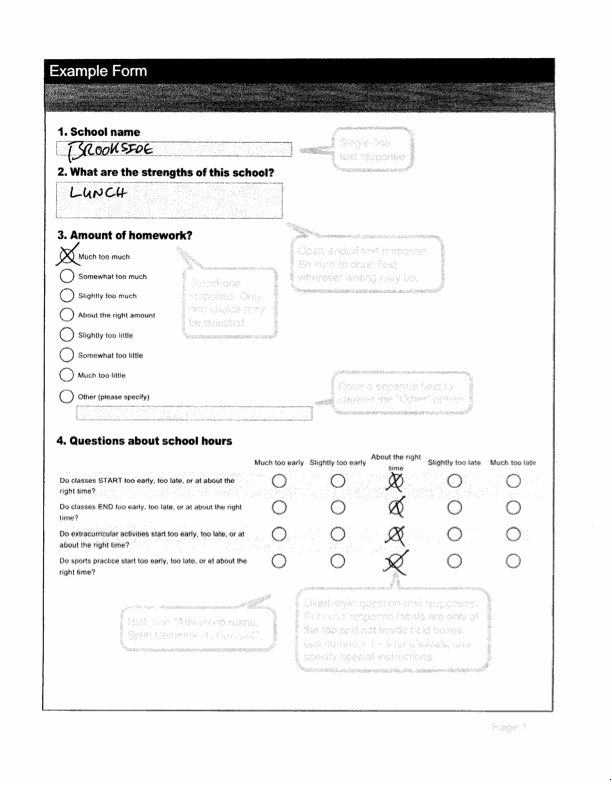 Example Form
1. School name
BROOKSIDE
Single-line
text response
2. What are the strengths of this school?
LUNCH
3. Amount of homework?
Much too much
Somewhat too much
Slightly too much
About the right amount
Slightly too little
Somewhat too little
Much too little
Other (please specify)
Open ended text response.
Be sure to draw field
wherever writing may be.
Select-one
response. Only
one choice may
be selected.
Draw a separate field to
capture the "Other" option
4. Questions about school hours
Much too early Slightly too early About the right time Slightly too late Much too late
Do classes START too early, too late, or at about the
right time?
Do classes END too early, too late, or at about the right
time?
Do extracurricular activities start too early, too late, or at
about the right time?
Do sports practice start too early, too late, or at about the
right time?
Hint: use "Advanced menu,
Split: Columns
Likert-style question and responses.
response labels are only at
the top and not inside field boxes,
use numbers 1 - 5 for choices, and
specify special instructions.
Page 1